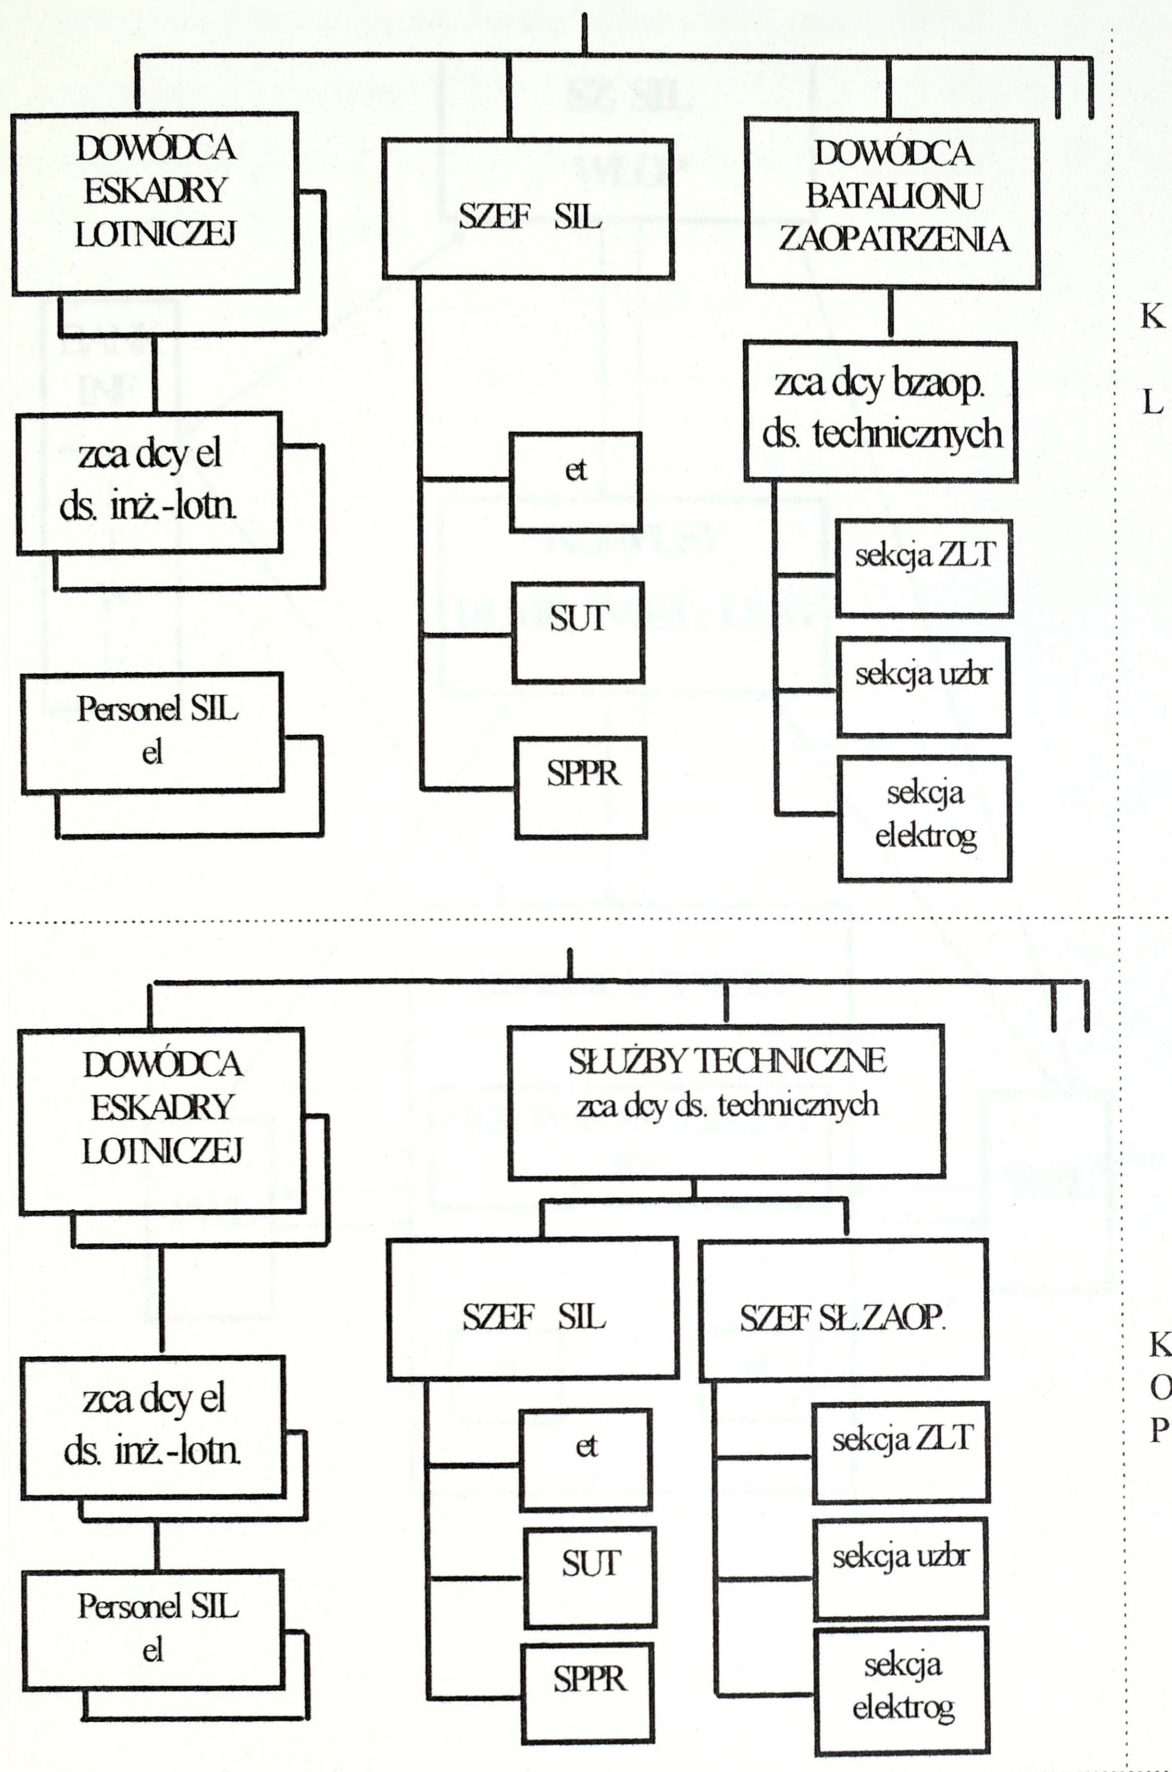 DOWÓDCA
ESKADRY
LOTNICZEJ
SZEF SIL
DOWÓDCA
BATALIONU
ZAOPATRZENIA
zca dcy el
ds. inż.-lotn.
et
SUT
SPPR
Personel SIL
el
zca dcy bzaop.
ds. technicznych
sekcja ZLT
sekcja uzbr
sekcja
elektrog
K
L
DOWÓDCA
ESKADRY
LOTNICZEJ
SŁUŻBY TECHNICZNE
zca dcy ds. technicznych
zca dcy el
ds. inż.-lotn.
Personel SIL
el
SZEF SIL
et
SUT
SPPR
SZEF SŁ.ZAOP.
sekcja ZLT
sekcja uzbr
sekcja
elektrog
K
O
P